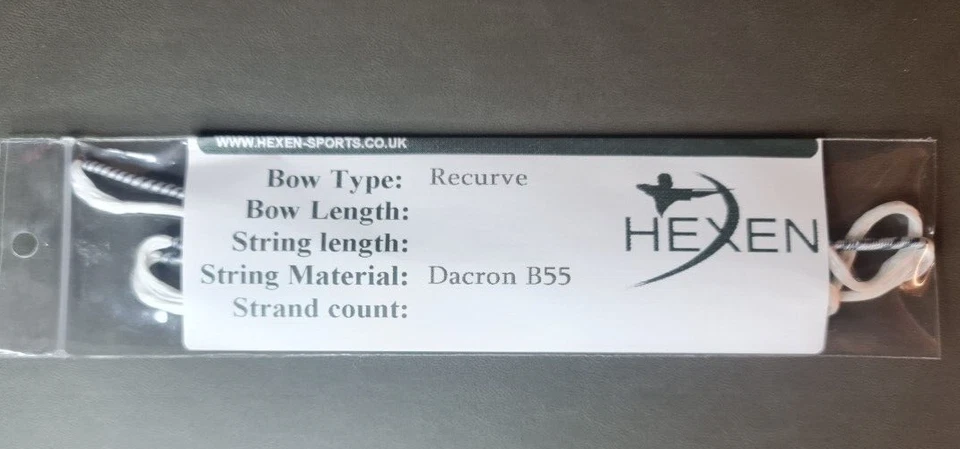 WWW.HEXEN-SPORTS.CO.UK
Bow Type: Recurve
Bow Length:
String length:
String Material: Dacron B55
Strand count:
HEXEN